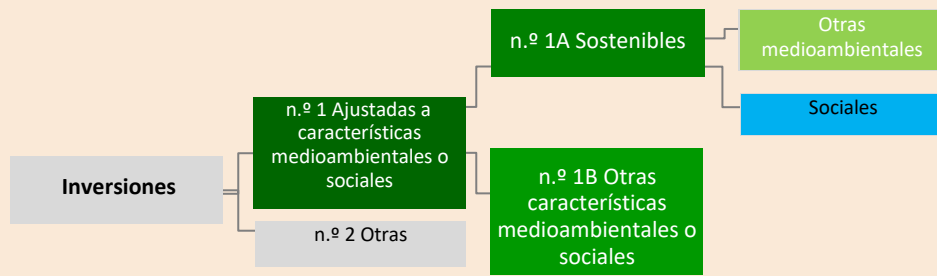 Inversiones
n.º 1 Ajustadas a
características
medioambientales o
sociales
n.º 2 Otras
n.º 1A Sostenibles
n.º 1B Otras
características
medioambientales o
sociales
Otras
medioambientales
Sociales